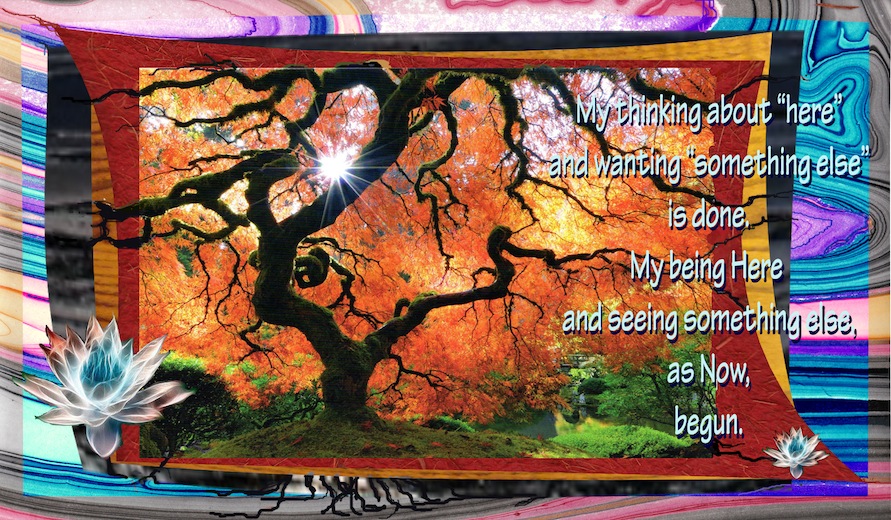 My thinking about “here”
and wanting “something else”
is done.
My being Here
and seeing something else,
as Now,
begun.